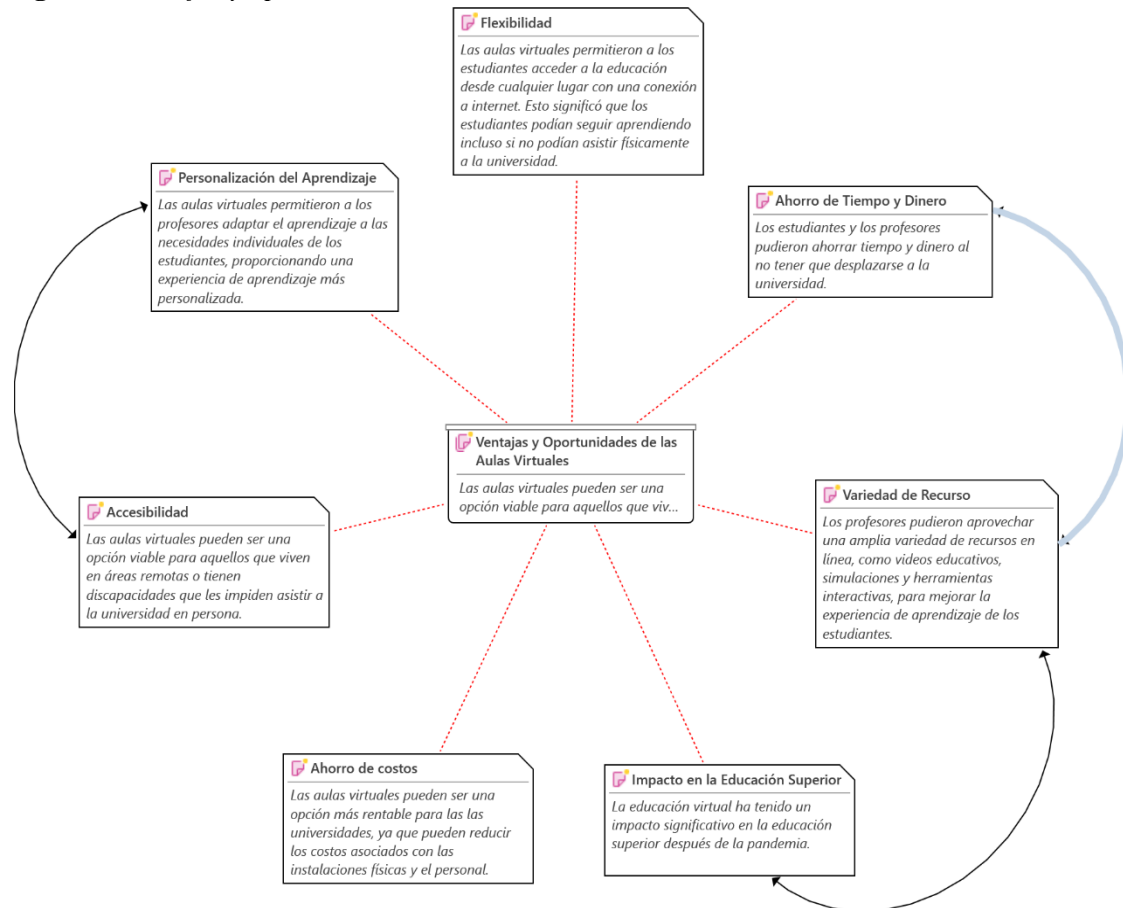 Flexibilidad
Las aulas virtuales permitieron a los
estudiantes acceder a la educación
desde cualquier lugar con una conexión
a internet. Esto significó que los
estudiantes podían seguir aprendiendo
incluso si no podían asistir físicamente
a la universidad.
Personalización del Aprendizaje
Las aulas virtuales permitieron a los
profesores adaptar el aprendizaje a las
necesidades individuales de los
estudiantes, proporcionando una
experiencia de aprendizaje más
personalizada.
Ahorro de Tiempo y Dinero
Los estudiantes y los profesores
pudieron ahorrar tiempo y dinero al
no tener que desplazarse a la
universidad.
Ventajas y Oportunidades de las
Aulas Virtuales
Las aulas virtuales pueden ser una
opción viable para aquellos que viv...
Accesibilidad
Las aulas virtuales pueden ser una
opción viable para aquellos que viven
en áreas remotas o tienen
discapacidades que les impiden asistir a
la universidad en persona.
Variedad de Recurso
Los profesores pudieron aprovechar
una amplia variedad de recursos en
línea, como videos educativos,
simulaciones y herramientas
interactivas, para mejorar la
experiencia de aprendizaje de los
estudiantes.
Ahorro de costos
Las aulas virtuales pueden ser una
opción más rentable para las las
universidades, ya que pueden reducir
los costos asociados con las
instalaciones físicas y el personal.
Impacto en la Educación Superior
La educación virtual ha tenido un
impacto significativo en la educación
superior después de la pandemia.